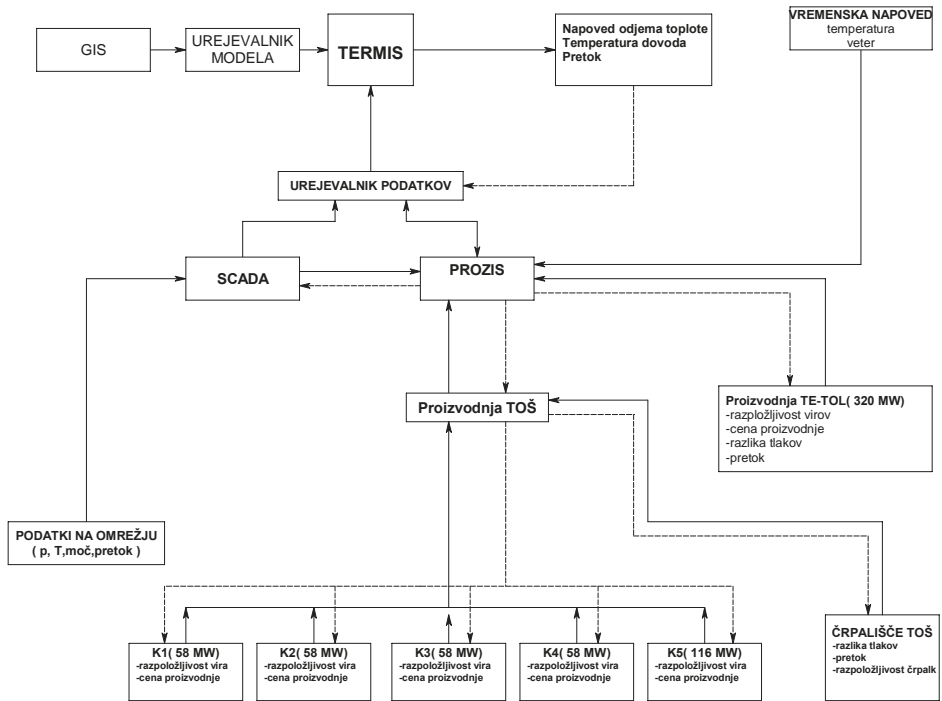 GIS
UREJEVALNIK
MODELA
TERMIS
Napoved odjema toplote
Temperatura dovoda
Pretok
VREMENSKA NAPOVED
temperatura
veter
UREJEVALNIK PODATKOV
SCADA
PROZIS
Proizvodnja TOŠ
Proizvodnja TE-TOL( 320 MW)
-razpoložljivost virov
-cena proizvodnje
-razlika tlakov
-pretok
PODATKI NA OMREŽJU
( p, T,moč,pretok )
K1( 58 MW)
-razpoložljivost vira
-cena proizvodnje
K2( 58 MW)
-razpoložljivost vira
-cena proizvodnje
K3( 58 MW)
-razpoložljivost vira
-cena proizvodnje
K4( 58 MW)
-razpoložljivost vira
-cena proizvodnje
K5( 116 MW)
-razpoložljivost vira
-cena proizvodnje
ČRPALIŠČE TOŠ
-razlika tlakov
-pretok
-razpoložljivost črpalk